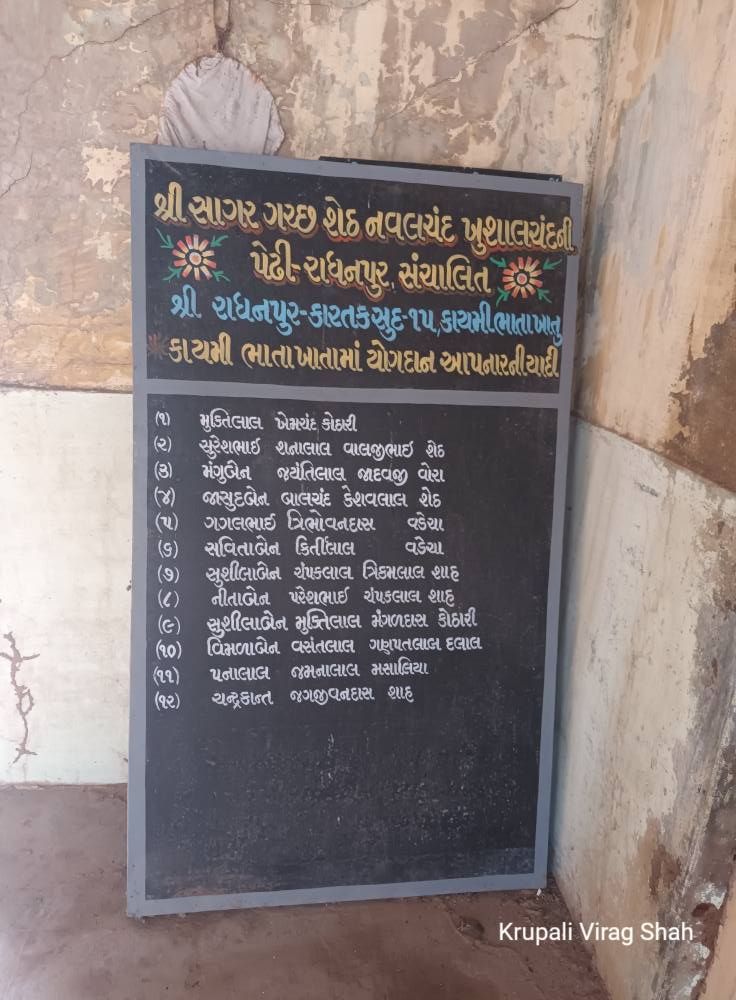 શ્રી સાગર ગચ્છ શેઠ નવલચંદ ખુશાલચંદની
પેઢી-રાધનપુર, સંચાલિત
શ્રી રાધનપુર-કારતક સુદ-૧૫, કાયમી ભાતા ખાતુ
કાયમી ભાતા ખાતામાં યોગદાન આપનારની યાદી
(૧) મુક્તિલાલ ખેમચંદ કોઠારી
(૨) સુરેશભાઈ શનાલાલ વાલજીભાઈ શેઠ
(૩) મંગુબેન જયંતિલાલ જાદવજી વોરા
(૪) જાસુદબેન બાલચંદ કેશવલાલ શેઠ
(૫) ગગલભાઈ ત્રિભોવનદાસ વડેચા
(૬) સવિતાબેન કિર્તીલાલ વડેચા
(૭) સુશીલાબેન ચંપકલાલ ત્રિકમલાલ શાહ
(૮) નીતાબેન પરેશભાઈ ચંપકલાલ શાહ
(૯) સુશીલાબેન મુક્તિલાલ મંગળદાસ કોઠારી
(૧૦) વિમળાબેન વસંતલાલ ગણપતલાલ દલાલ
(૧૧) પનાલાલ જમનાલાલ મસાલિયા
(૧૨) ચન્દ્રકાન્ત જગજીવનદાસ શાહ
Krupali Virag Shah